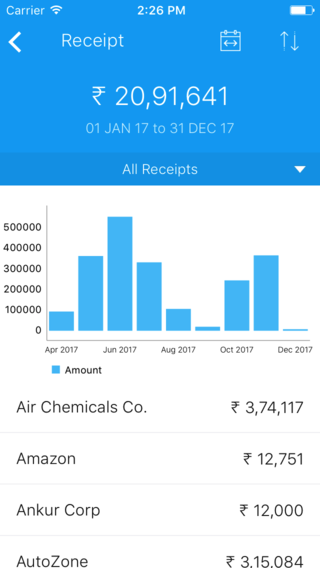 Carrier 2:26 PM
Receipt
₹ 20,91,641
01 JAN 17 to 31 DEC 17
All Receipts
500000
400000
300000
200000
100000
0
Apr 2017 Jun 2017 Aug 2017 Oct 2017 Dec 2017
Amount
Air Chemicals Co. ₹ 3,74,117
Amazon ₹ 12,751
Ankur Corp ₹ 12,000
AutoZone ₹ 3,15,084